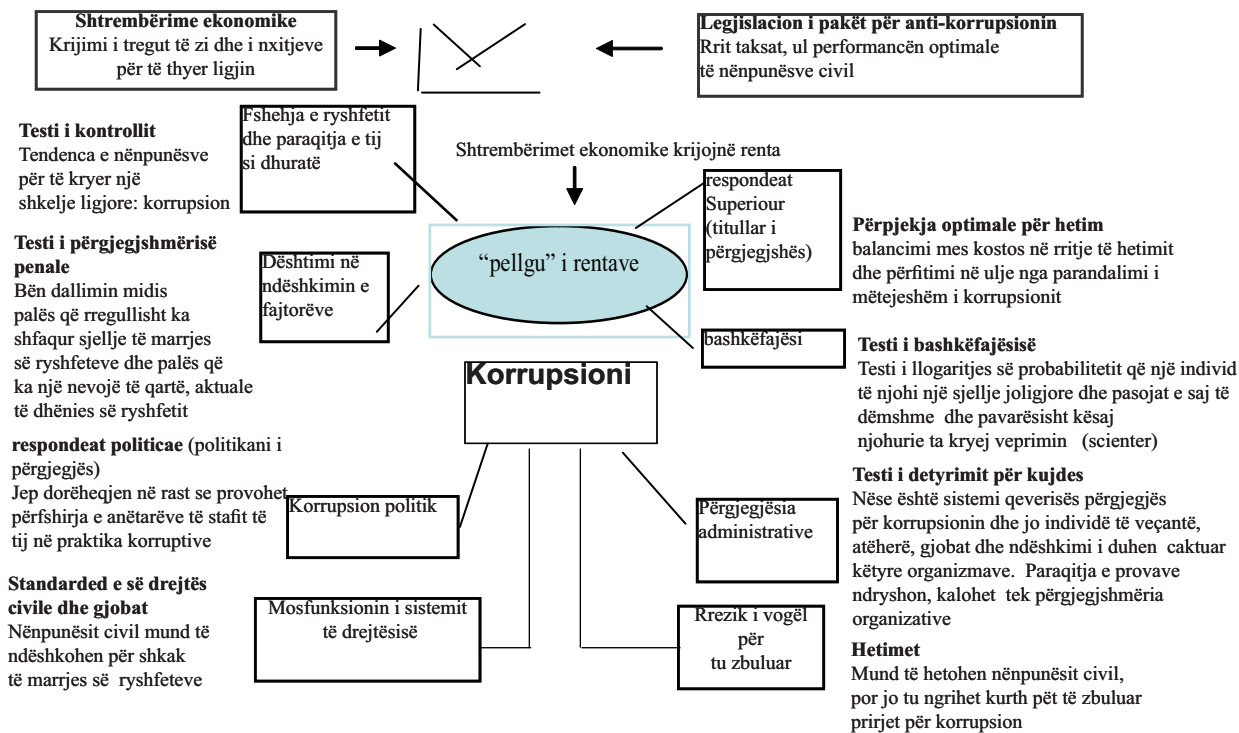 Shtrembërime ekonomike
Krijimi i tregut të zi dhe i nxitjeve
për të thyer ligjin
Legjislacion i pakët për anti-korrupsionin
Rrit taksat, ul performancën optimale
të nënpunësve civil
Testi i kontrollit
Tendenca e nënpunësve
për të kryer një
shkelje ligjore: korrupsion
Fshehja e ryshfetit
dhe paraqitja e tij
si dhuratë
Shtrembërimet ekonomike krijojnë renta
respondeat
Superiour
(titullar i
përgjegjshës)
Përpjekja optimale për hetim
balancimi mes kostos në rritje të hetimit
dhe përfitimi në ulje nga parandalimi i
mëtejeshëm i korrupsionit
Testi i përgjegjshmërisë
penale
Bën dallimin midis
palës që rregullisht ka
shfaqur sjellje të marrjes
së ryshfeteve dhe palës që
ka një nevojë të qartë, aktuale
të dhënies së ryshfetit
Dështimi në
ndëshkimin e
fajtorëve
“pellgu” i rentave
bashkëfajësi
Testi i bashkëfajësisë
Testi i llogaritjes së probabilitetit që një individ
të njohi një sjellje joligjore dhe pasojat e saj të
dëmshme dhe pavarësisht kësaj
njohurie ta kryej veprimin (scienter)
Korrupsioni
respondeat politicae (politikani i
përgjegjës)
Jep dorëheqjen në rast se provohet
përfshirja e anëtarëve të stafit të
tij në praktika korruptive
Korrupsion politik
Përgjegjësia
administrative
Testi i detyrimit për kujdes
Nëse është sistemi qeverisës përgjegjës
për korrupsionin dhe jo individë të veçantë,
atëherë, gjobat dhe ndëshkimi i duhen caktuar
këtyre organizmave. Paraqitja e provave
ndryshon, kalohet tek përgjegjshmëria
organizative
Standarded e së drejtës
civile dhe gjobat
Nënpunësit civil mund të
ndëshkohen për shkak
të marrjes së ryshfeteve
Mosfunksionin i sistemit
të drejtësisë
Rrezik i vogël
për
tu zbuluar
Hetimet
Mund të hetohen nënpunësit civil,
por jo tu ngrihet kurth pët të zbuluar
prirjet për korrupsion